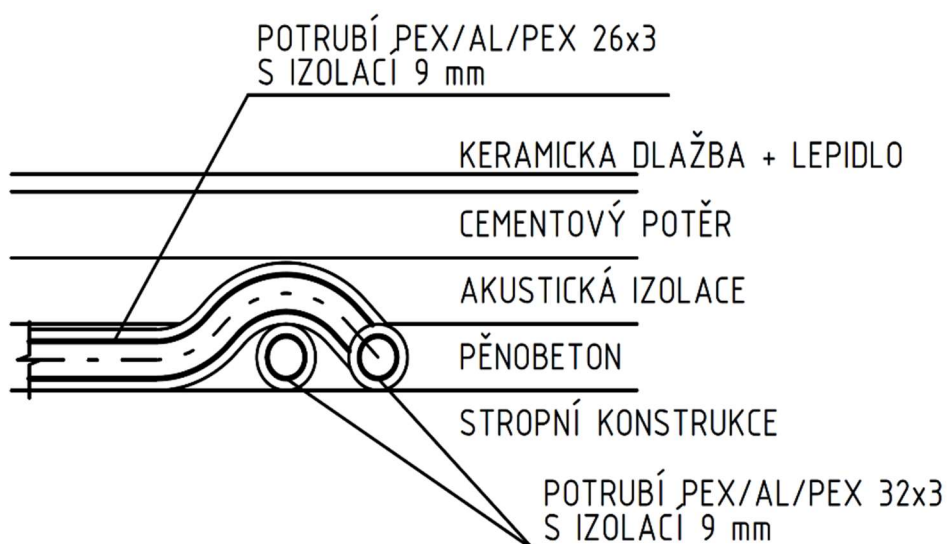 POTRUBÍ PEX/AL/PEX 26x3
S IZOLACÍ 9 mm
KERAMICKA DLAŽBA + LEPIDLO
CEMENTOVÝ POTĚR
AKUSTICKÁ IZOLACE
PĚNOBETON
STROPNÍ KONSTRUKCE
POTRUBÍ PEX/AL/PEX 32x3
S IZOLACÍ 9 mm